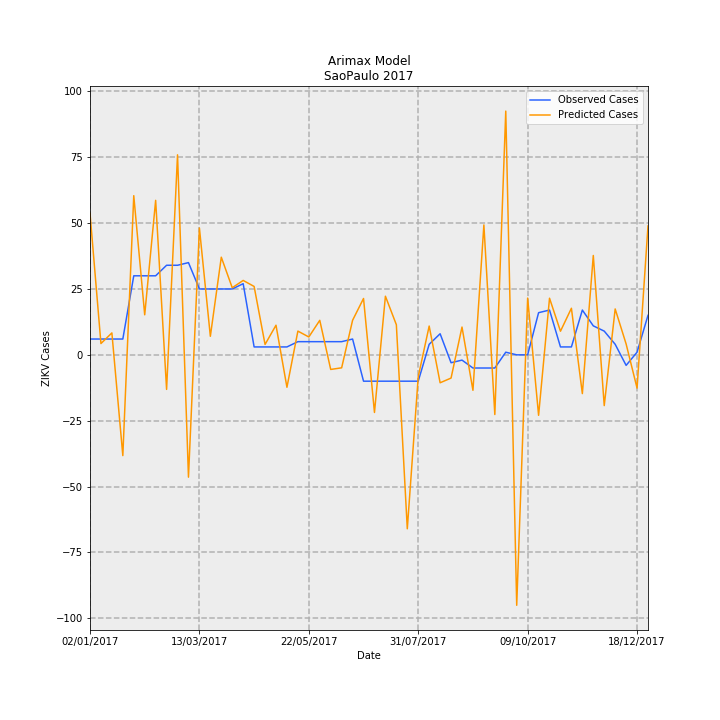 Arimax Model
SaoPaulo 2017
Observed Cases
Predicted Cases
100
75
50
25
0
−25
−50
−75
−100
ZIKV Cases
02/01/2017 13/03/2017 22/05/2017 31/07/2017 09/10/2017 18/12/2017
Date